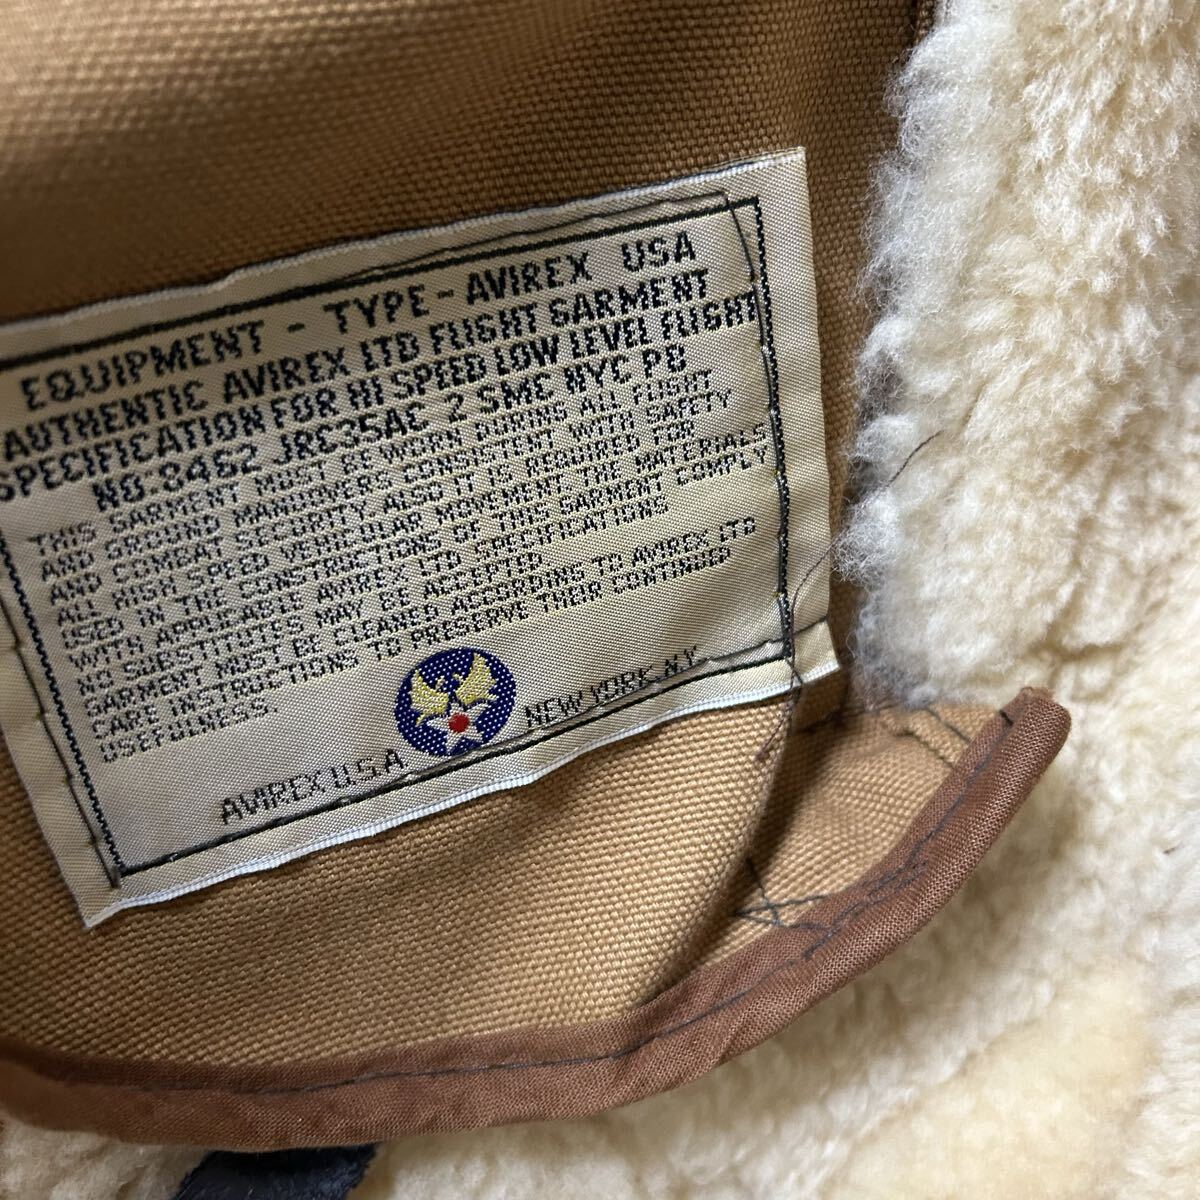 EQUIPMENT - TYPE - AVIREX USA
AUTHENTIC AVIREX LTD FLIGHT GARMENT
SPECIFICATION FOR HI SPEED LOW LEVEL FLIGHT
NO. 8462 JRC35AC 2 SMC NYC PO
THIS GARMENT MUST BE WORN DURING ALL FLIGHT
AND GROUND MANOUVERS CONSISTENT WITH SAFETY
AND COMBAT SECURITY ALSO IT IS REQUIRED FOR
ALL HIGH SPEED VEHICULAR MOVEMENT. THE MATERIALS
USED IN THE CONSTRUCTIONS OF THIS GARMENT COMPLY
WITH APPLICABLE AVIREX LTD. SPECIFICATIONS
NO SUBSTITUTES MAY BE ACCEPTED.
GARMENT MUST BE CLEANED ACCORDING TO AVIREX LTD
CARE INSTRUCTIONS TO PRESERVE THEIR CONTINUED
USEFULNESS.
AVIREX U.S.A NEW YORK, N.Y.